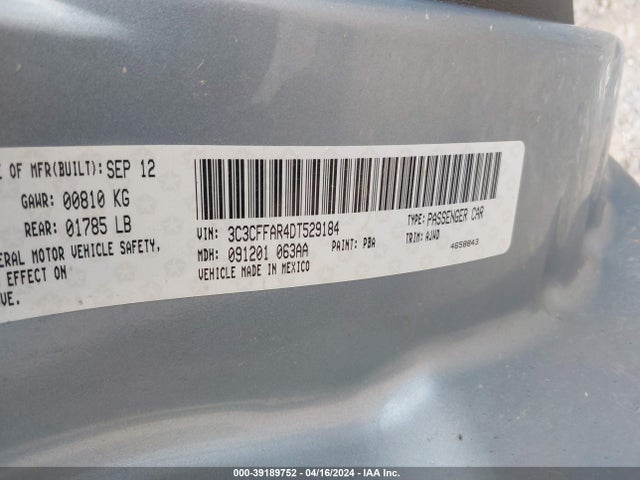 E OF MFR(BUILT): SEP 12
GAWR: 00810 KG
REAR: 01785 LB
ERAL MOTOR VEHICLE SAFETY,
EFFECT ON
VE.
VIN: 3C3CFFAR4DT529184
TYPE: PASSENGER CAR
MDH: 091201 063AA
PAINT: PBA
TRIM: AJWD
VEHICLE MADE IN MEXICO
4658843
000-39189752 - 04/16/2024 - IAA Inc.